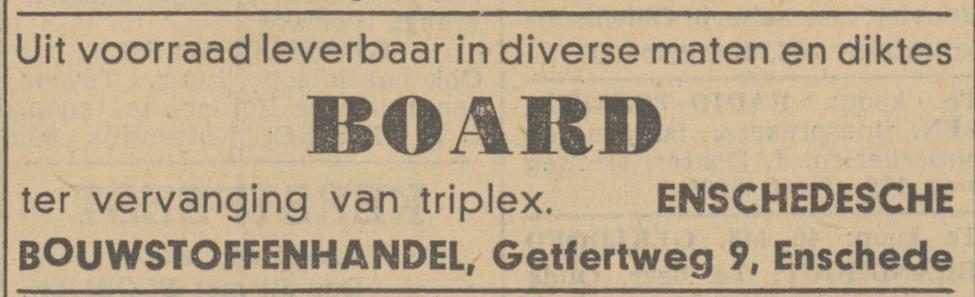 Uit voorraad leverbaar in diverse maten en diktes
BOARD
ter vervanging van triplex. ENSCHEDESCHE
BOUWSTOFFENHANDEL, Getfertweg 9, Enschede